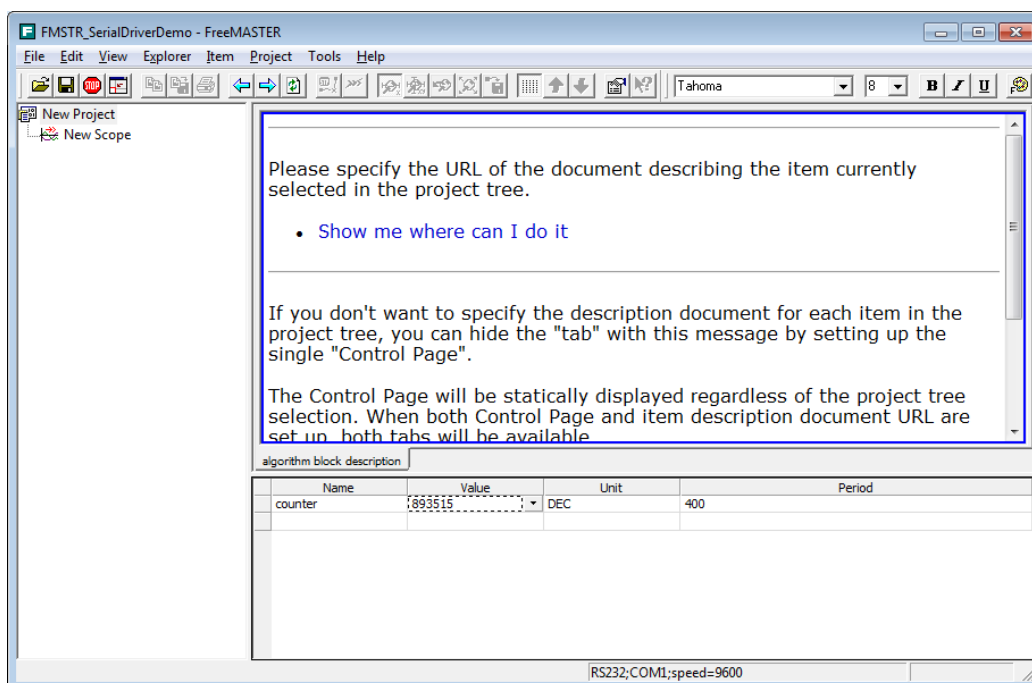 FMSTR_SerialDriverDemo - FreeMASTER
File Edit View Explorer Item Project Tools Help
STOP Tahoma 8 B I U
New Project
New Scope
Please specify the URL of the document describing the item currently
selected in the project tree.
• Show me where can I do it
If you don't want to specify the description document for each item in the
project tree, you can hide the "tab" with this message by setting up the
single "Control Page".
The Control Page will be statically displayed regardless of the project tree
selection. When both Control Page and item description document URL are
set up, both tabs will be available
algorithm block description
Name Value Unit Period
counter 893515 DEC 400
RS232;COM1;speed=9600